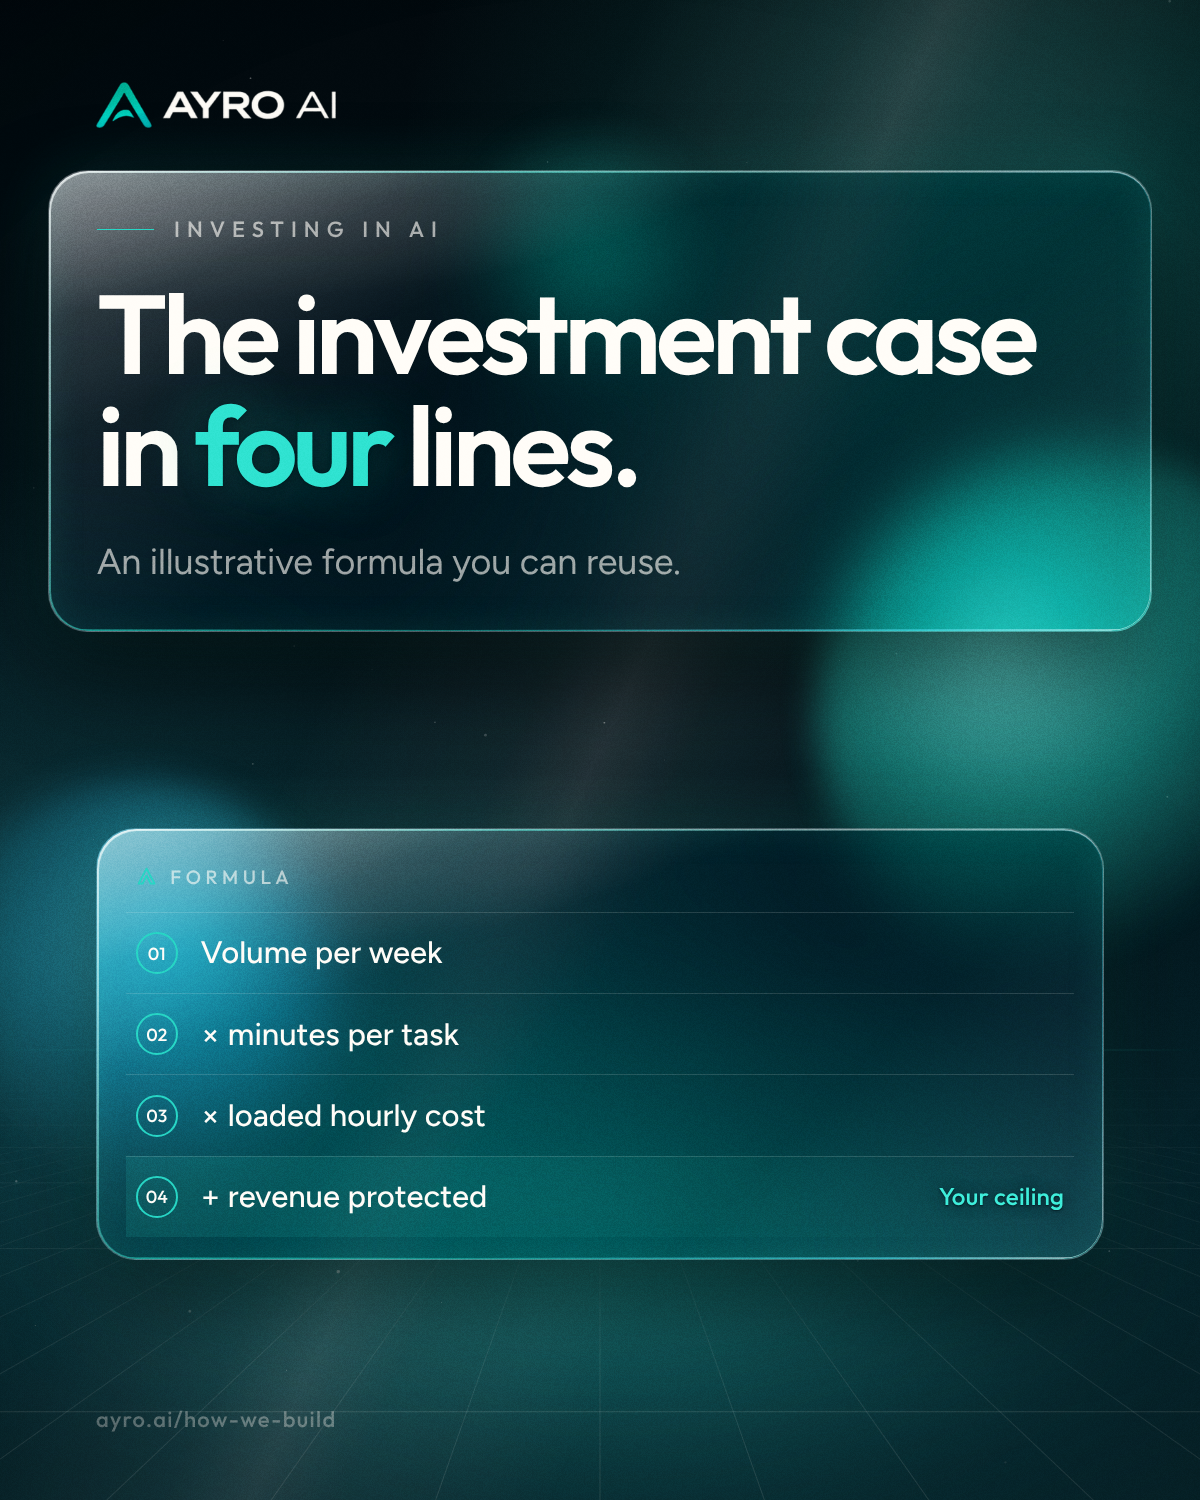 AYRO AI
INVESTING IN AI
The investment case
in four lines.
An illustrative formula you can reuse.
FORMULA
01 Volume per week
02 × minutes per task
03 × loaded hourly cost
04 + revenue protected Your ceiling
ayro.ai/how-we-build